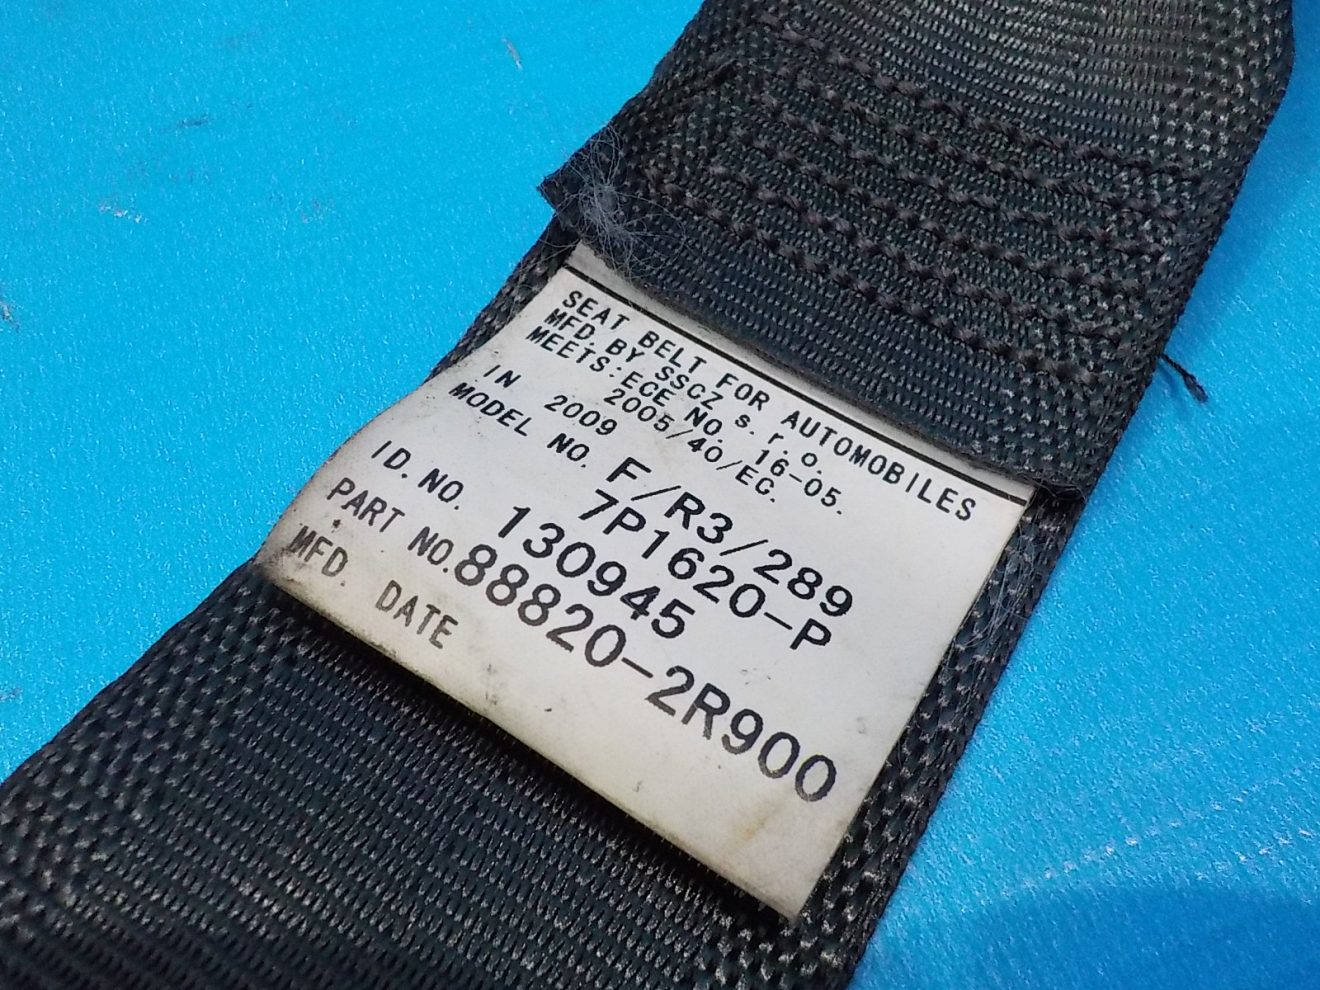 SEAT BELT FOR AUTOMOBILES
MFD. BY SSCZ s.r.o.
MEETS:ECE NO. 16-05.
2005/40/EC.
IN 2009
MODEL NO. F/R3/289
7P1620-P
ID. NO. 130945
PART NO. 88820-2R900
MFD. DATE